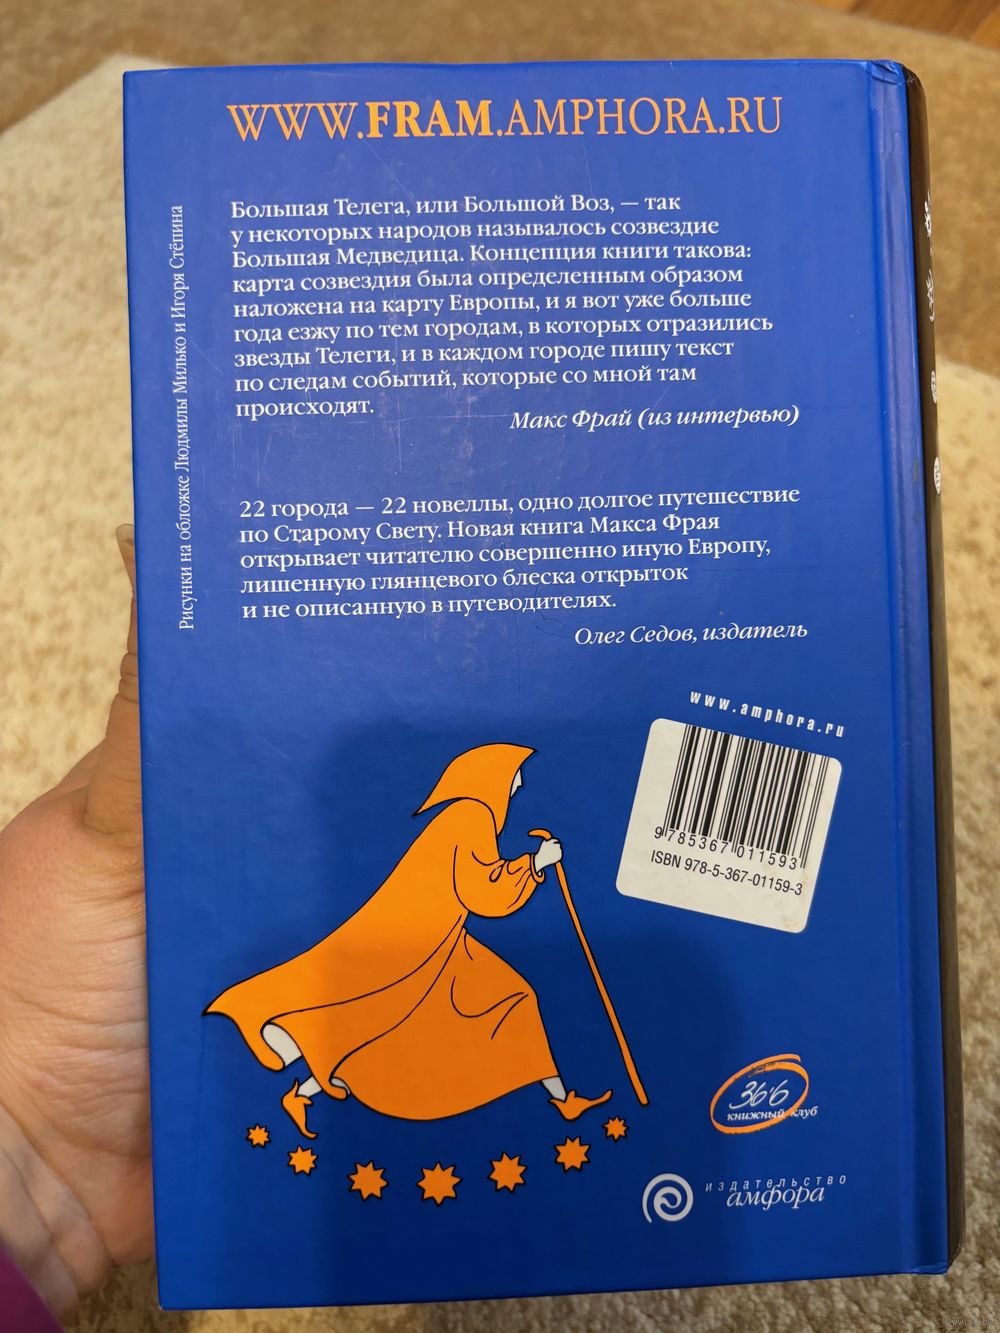 WWW.FRAM.AMPHORA.RU
Большая Телега, или Большой Воз, — так
у некоторых народов называлось созвездие
Большая Медведица. Концепция книги такова:
карта созвездия была определенным образом
наложена на карту Европы, и я вот уже больше
года езжу по тем городам, в которых отразились
звезды Телеги, и в каждом городе пишу текст
по следам событий, которые со мной там
происходят.
Макс Фрай (из интервью)
22 города — 22 новеллы, одно долгое путешествие
по Старому Свету. Новая книга Макса Фрая
открывает читателю совершенно иную Европу,
лишенную глянцевого блеска открыток
и не описанную в путеводителях.
Олег Седов, издатель
Рисунки на обложке Людмилы Милько и Игоря Стёпина
www.amphora.ru
9 785367 011593
ISBN 978-5-367-01159-3
36'6
книжный клуб
издательство
амфора